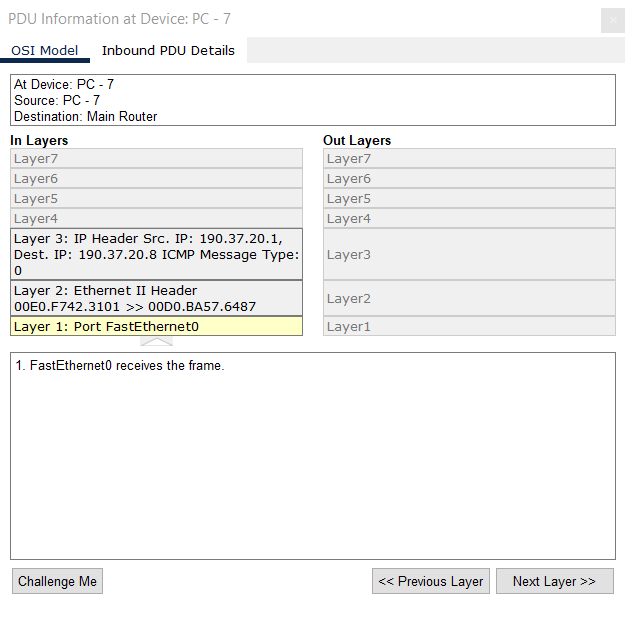 PDU Information at Device: PC - 7
OSI Model
Inbound PDU Details
At Device: PC - 7
Source: PC - 7
Destination: Main Router
In Layers
Layer7
Layer6
Layer5
Layer4
Layer 3: IP Header Src. IP: 190.37.20.1,
Dest. IP: 190.37.20.8 ICMP Message Type:
0
Layer 2: Ethernet II Header
00E0.F742.3101 >> 00D0.BA57.6487
Layer 1: Port FastEthernet0
Out Layers
Layer7
Layer6
Layer5
Layer4
Layer3
Layer2
Layer1
1. FastEthernet0 receives the frame.
Challenge Me
<< Previous Layer
Next Layer >>